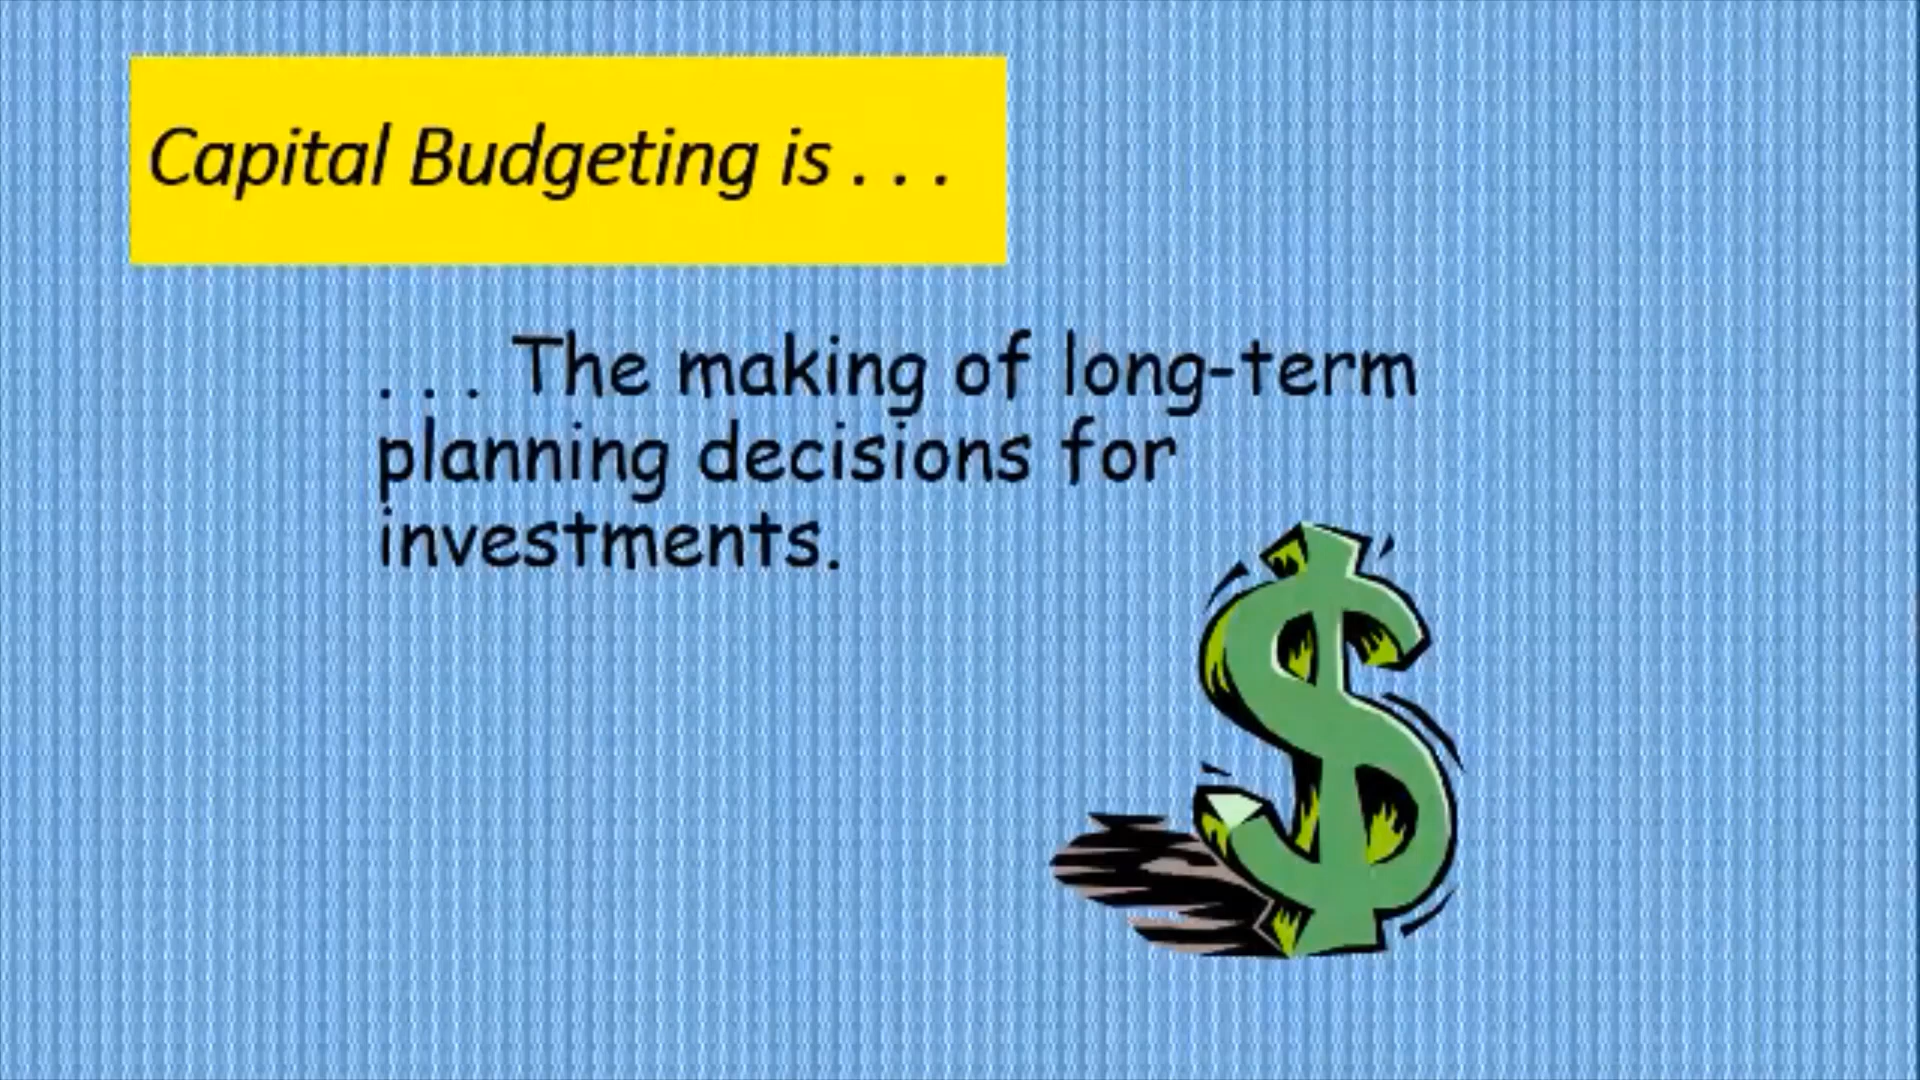 Capital Budgeting is . . .
. . . The making of long-term
planning decisions for
investments.